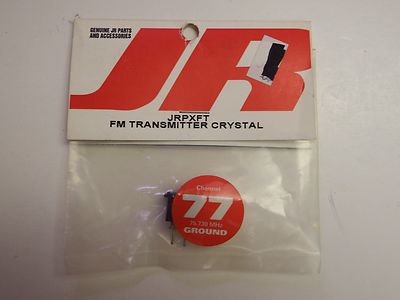 GENUINE JR PARTS
AND ACCESSORIES
JR
JRPXFT
FM TRANSMITTER CRYSTAL
Channel
77
75.730 MHz
GROUND